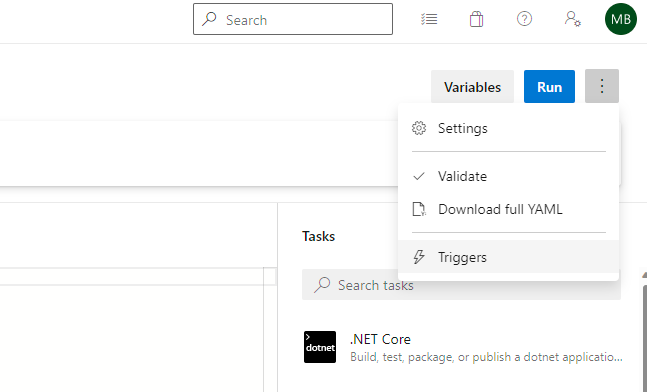 Search
MB
Variables
Run
Settings
Validate
Download full YAML
Triggers
Tasks
Search tasks
dotnet
.NET Core
Build, test, package, or publish a dotnet applicatio...